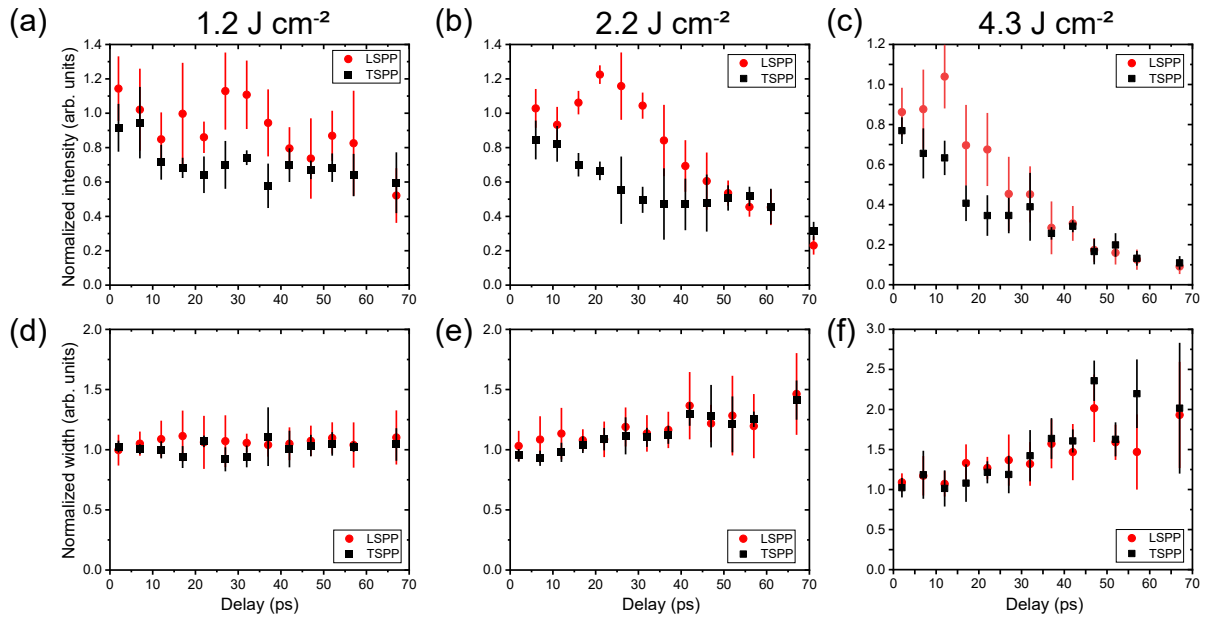 (a) 1.2 J cm⁻² (b) 2.2 J cm⁻² (c) 4.3 J cm⁻²
Normalized intensity (arb. units)
1.4
1.2
1.0
0.8
0.6
0.4
0.2
0.0
LSPP
TSPP
0 10 20 30 40 50 60 70
1.4
1.2
1.0
0.8
0.6
0.4
0.2
0.0
LSPP
TSPP
0 10 20 30 40 50 60 70
1.2
1.0
0.8
0.6
0.4
0.2
0.0
LSPP
TSPP
0 10 20 30 40 50 60 70
(d)
Normalized width (arb. units)
2.0
1.5
1.0
0.5
0.0
LSPP
TSPP
0 10 20 30 40 50 60 70
Delay (ps)
(e)
2.0
1.5
1.0
0.5
0.0
LSPP
TSPP
0 10 20 30 40 50 60 70
Delay (ps)
(f)
3.0
2.5
2.0
1.5
1.0
0.5
0.0
LSPP
TSPP
0 10 20 30 40 50 60 70
Delay (ps)